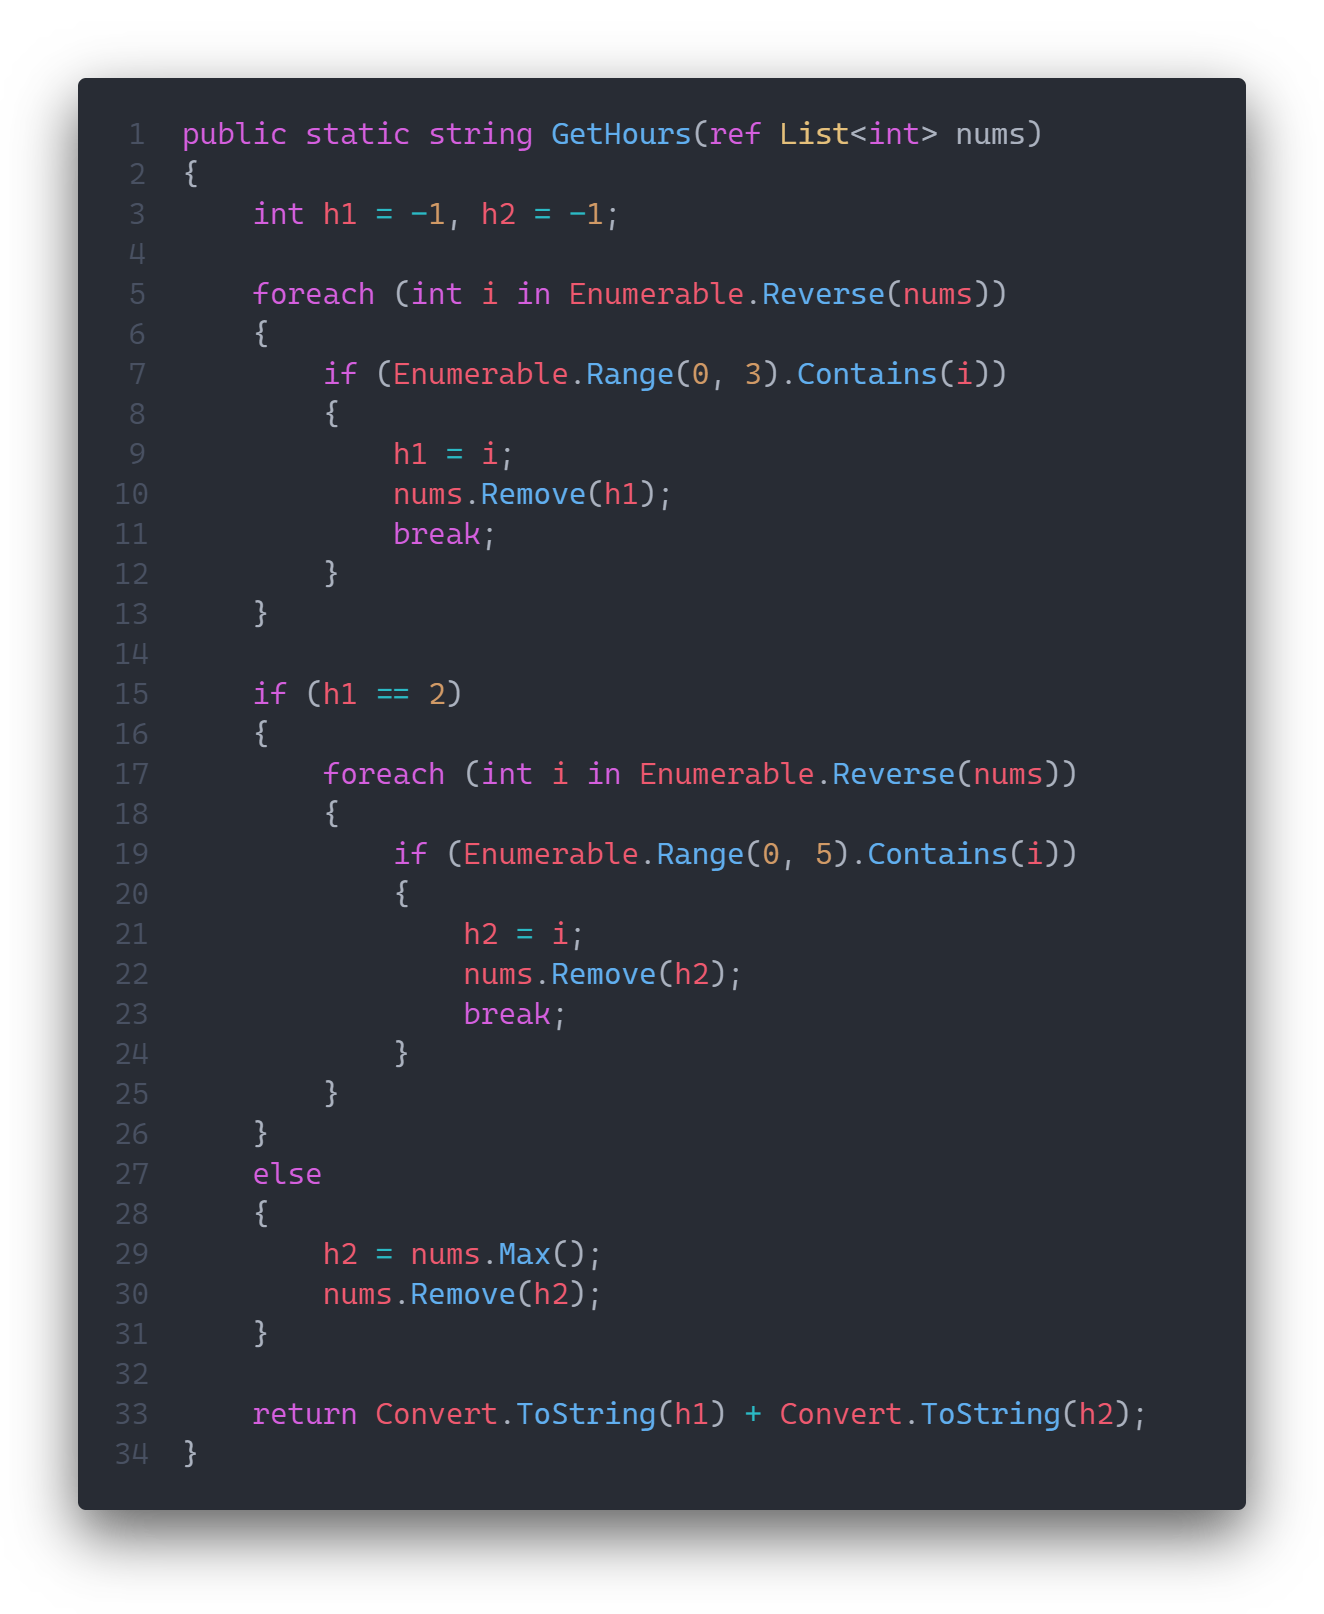 1 public static string GetHours(ref List<int> nums)
2 {
3     int h1 = -1, h2 = -1;
4
5     foreach (int i in Enumerable.Reverse(nums))
6     {
7         if (Enumerable.Range(0, 3).Contains(i))
8         {
9             h1 = i;
10             nums.Remove(h1);
11             break;
12         }
13     }
14
15     if (h1 == 2)
16     {
17         foreach (int i in Enumerable.Reverse(nums))
18         {
19             if (Enumerable.Range(0, 5).Contains(i))
20             {
21                 h2 = i;
22                 nums.Remove(h2);
23                 break;
24             }
25         }
26     }
27     else
28     {
29         h2 = nums.Max();
30         nums.Remove(h2);
31     }
32
33     return Convert.ToString(h1) + Convert.ToString(h2);
34 }